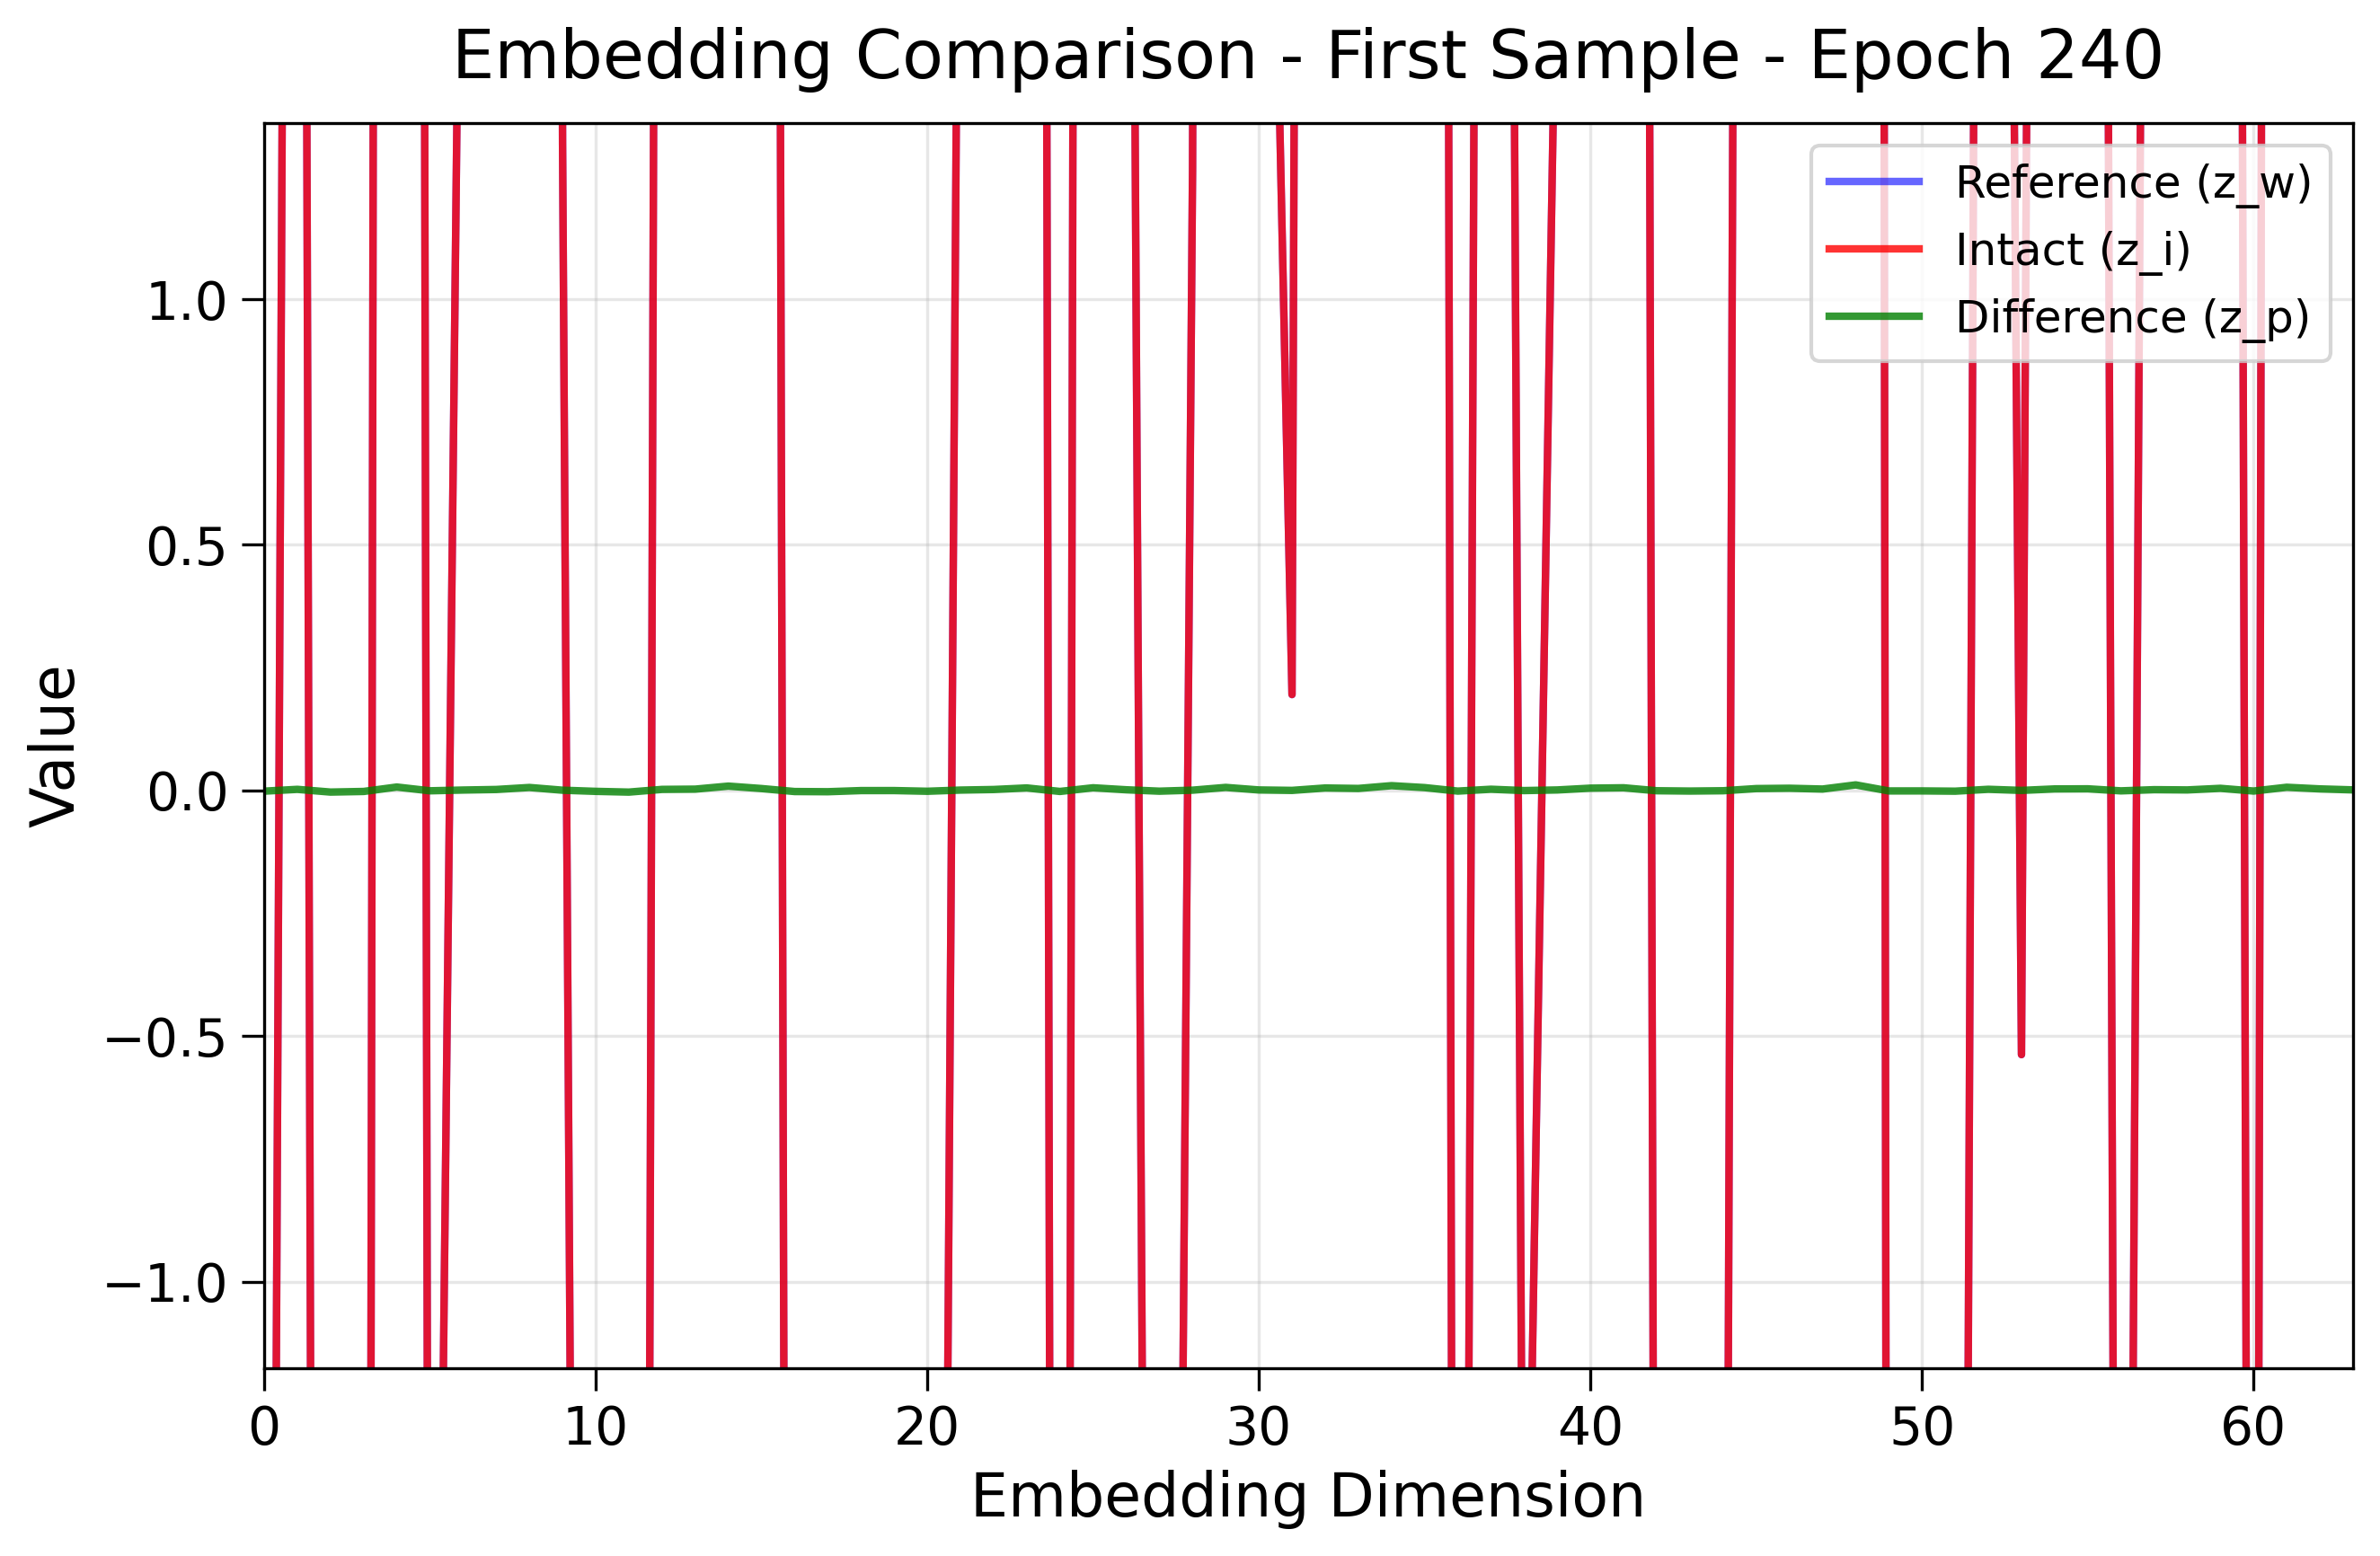 Embedding Comparison - First Sample - Epoch 240
Reference (z_w)
Intact (z_i)
Difference (z_p)
1.0
0.5
0.0
−0.5
−1.0
Value
0 10 20 30 40 50 60
Embedding Dimension